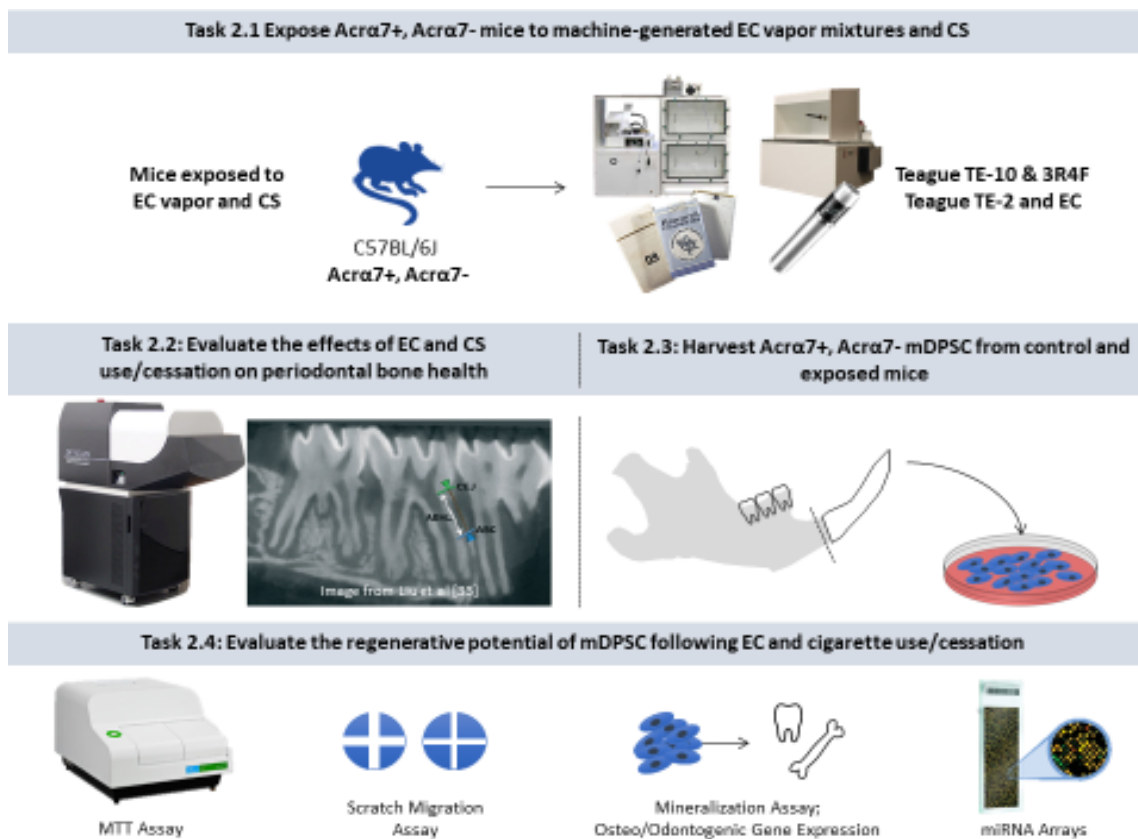 Task 2.1 Expose Acrα7+, Acrα7- mice to machine-generated EC vapor mixtures and CS
Mice exposed to
EC vapor and CS
C57BL/6J
Acrα7+, Acrα7-
Teague TE-10 & 3R4F
Teague TE-2 and EC
Task 2.2: Evaluate the effects of EC and CS
use/cessation on periodontal bone health
CEJ
ABC
Image from Liu et al [33]
Task 2.3: Harvest Acrα7+, Acrα7- mDPSC from control and
exposed mice
Task 2.4: Evaluate the regenerative potential of mDPSC following EC and cigarette use/cessation
MTT Assay
Scratch Migration
Assay
Mineralization Assay;
Osteo/Odontogenic Gene Expression
miRNA Arrays